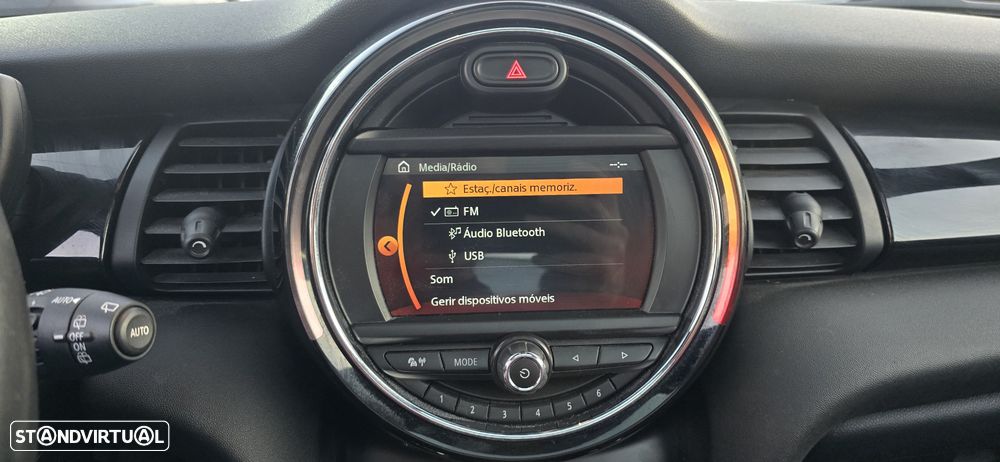 Media/Rádio --:--
Estaç./canais memoriz.
FM
Áudio Bluetooth
USB
Som
Gerir dispositivos móveis
MODE
1 2 3 4 5 6
AUTO
OFF
ON
AUTO
STANDVIRTUAL